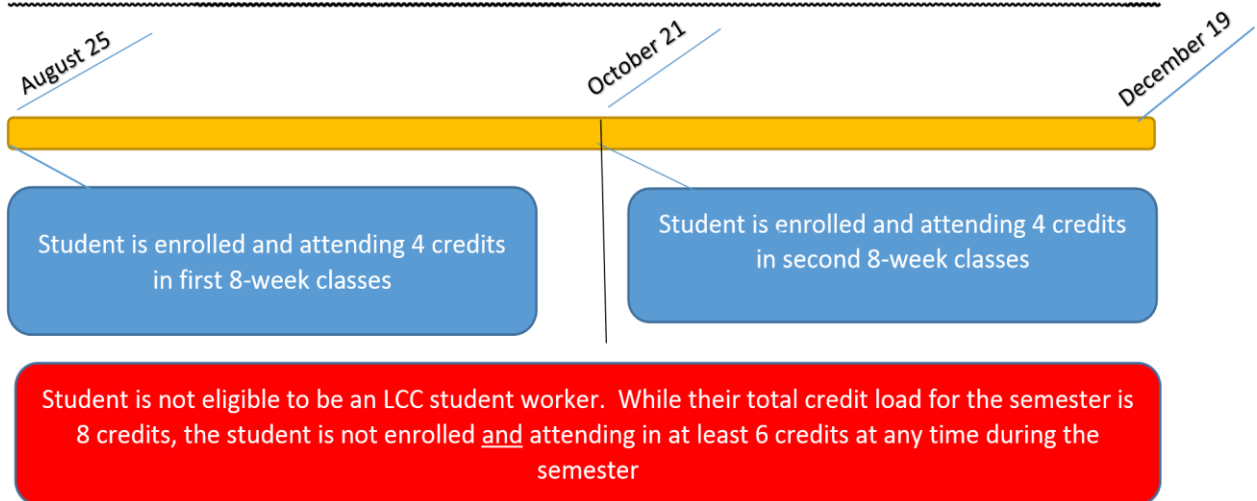 August 25
October 21
December 19
Student is enrolled and attending 4 credits
in first 8-week classes
Student is enrolled and attending 4 credits
in second 8-week classes
Student is not eligible to be an LCC student worker.  While their total credit load for the semester is
8 credits, the student is not enrolled and attending in at least 6 credits at any time during the
semester